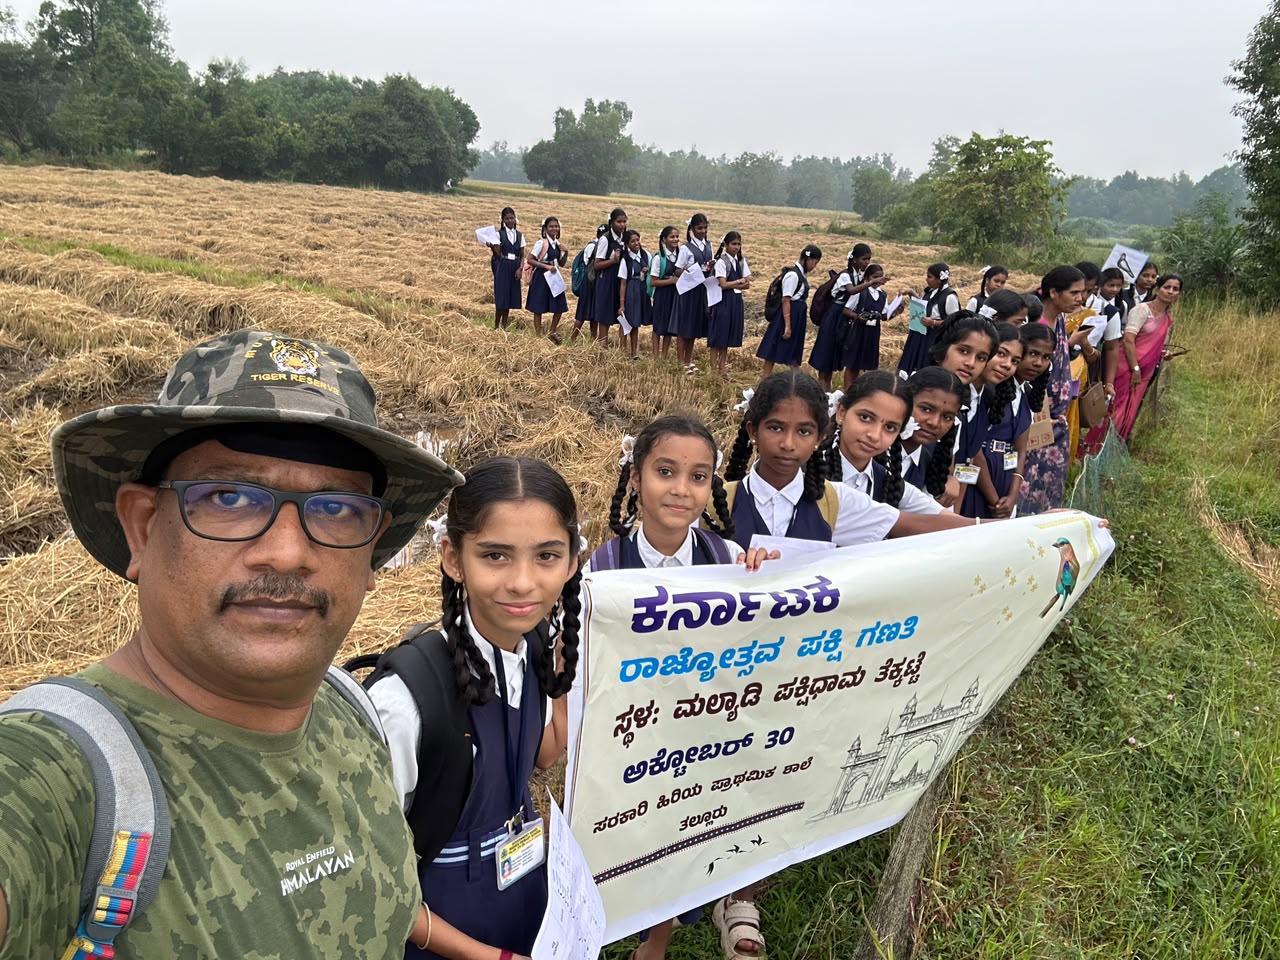 TIGER RESERVE
ROYAL ENFIELD
HIMALAYAN
ಕರ್ನಾಟಕ
ರಾಜ್ಯೋತ್ಸವ ಪಕ್ಷಿ ಗಣತಿ
ಸ್ಥಳ: ಮಲ್ಯಾಡಿ ಪಕ್ಷಿಧಾಮ ತೆಕ್ಕಟ್ಟೆ
ಅಕ್ಟೋಬರ್ 30
ಸರಕಾರಿ ಹಿರಿಯ ಪ್ರಾಥಮಿಕ ಶಾಲೆ
ತಲ್ಲೂರು